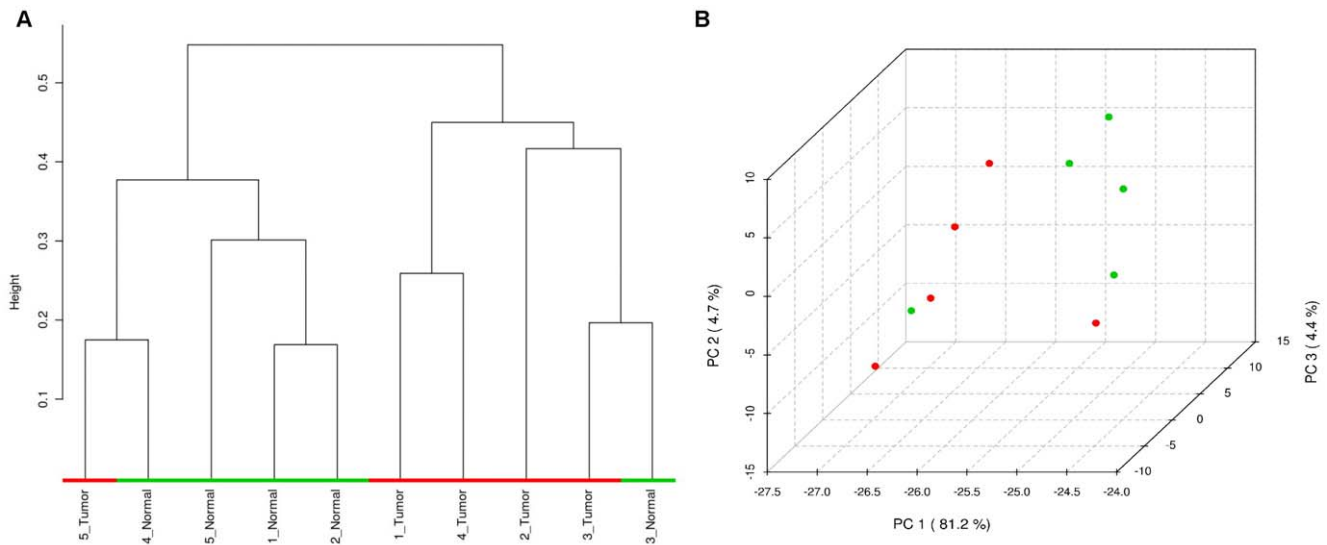 A
Height
0.5
0.4
0.3
0.2
0.1
5_Tumor
4_Normal
5_Normal
1_Normal
2_Normal
1_Tumor
4_Tumor
2_Tumor
3_Tumor
3_Normal
B
PC 2 ( 4.7 %)
10
5
0
-5
-10
-15
-27.5 -27.0 -26.5 -26.0 -25.5 -25.0 -24.5 -24.0
PC 1 ( 81.2 %)
15
10
5
0
-5
-10
PC 3 ( 4.4 %)